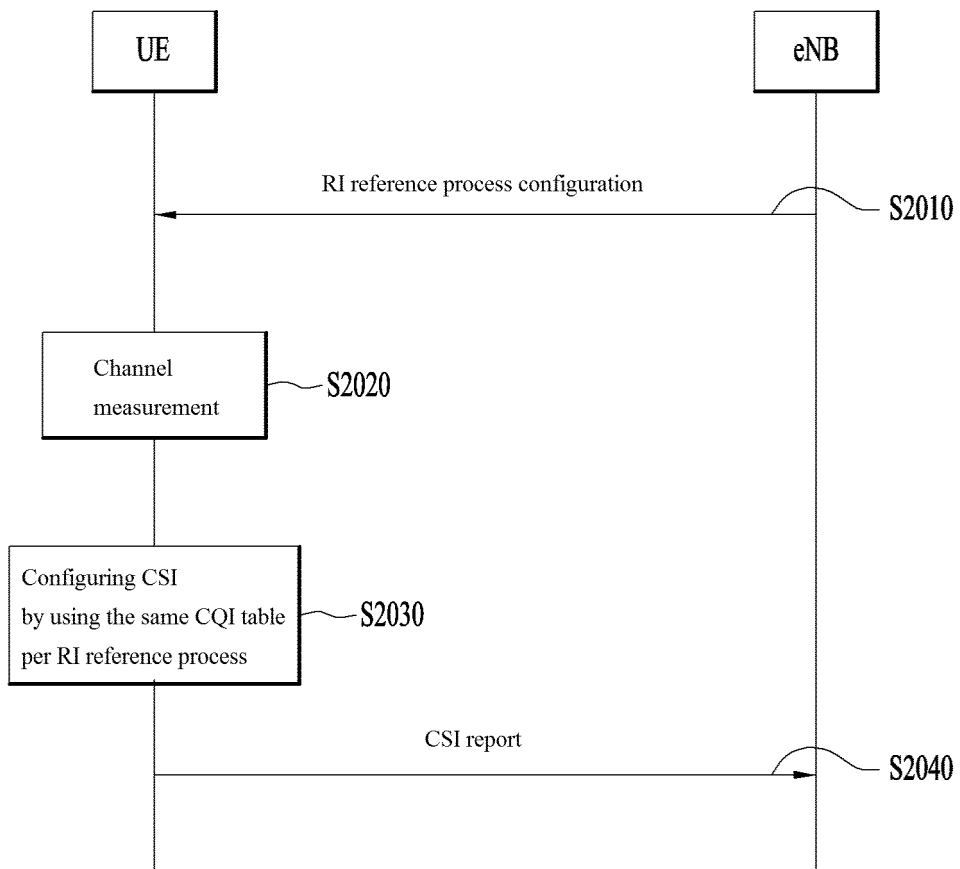 UE
eNB
RI reference process configuration
S2010
Channel
measurement
S2020
Configuring CSI
by using the same CQI table
per RI reference process
S2030
CSI report
S2040